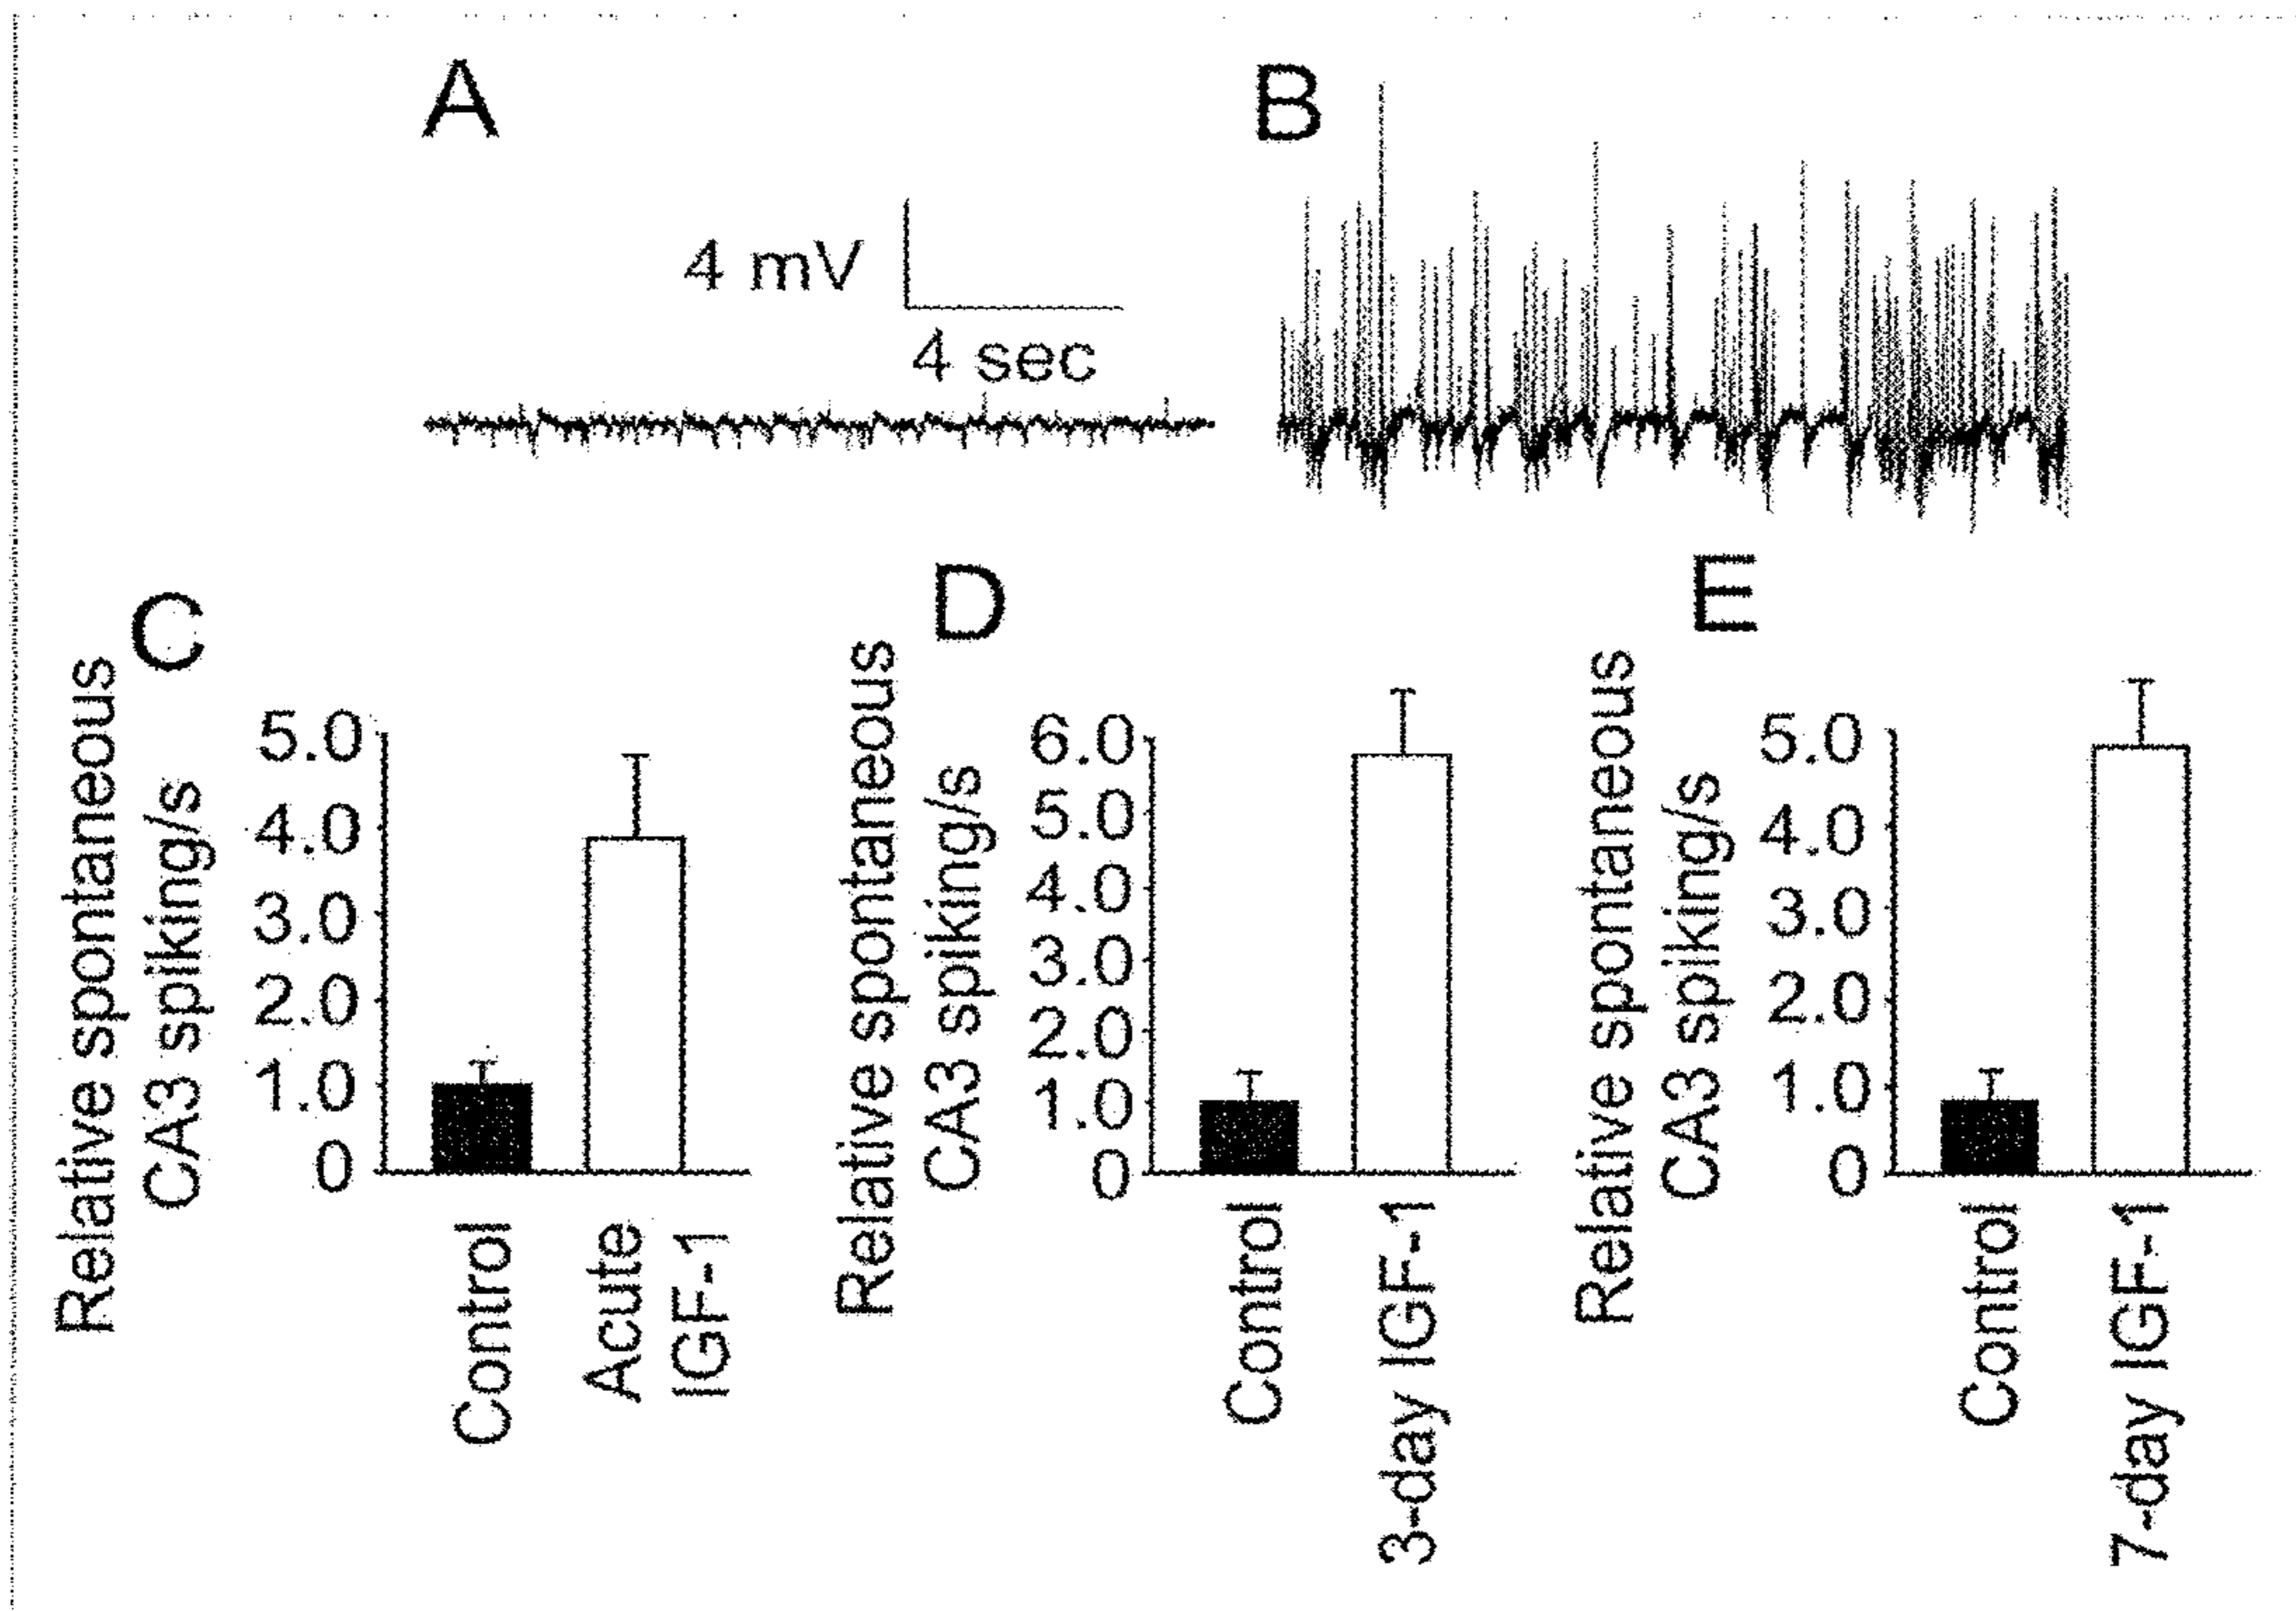 A
B
4 mV
4 sec
C
Relative spontaneous
CA3 spiking/s
5.0
4.0
3.0
2.0
1.0
0
Control
Acute
IGF-1
D
Relative spontaneous
CA3 spiking/s
6.0
5.0
4.0
3.0
2.0
1.0
0
Control
3-day IGF-1
E
Relative spontaneous
CA3 spiking/s
5.0
4.0
3.0
2.0
1.0
0
Control
7-day IGF-1